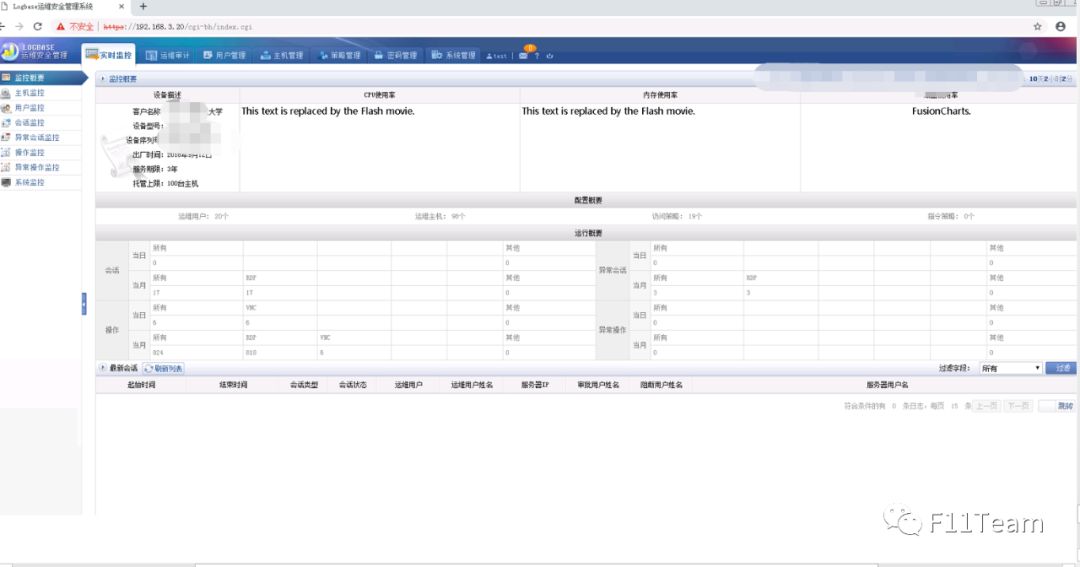 Logbase运维安全管理系统
不安全 | https://192.168.3.20/cgi-bh/index.cgi
LOGBASE 运维安全管理 实时监控 运维审计 用户管理 主机管理 策略管理 密码管理 系统管理 test ?
监控概要 监控概要
主机监控
用户监控
会话监控
异常会话监控
操作监控
异常操作监控
系统监控
设备描述 CPU使用率 内存使用率 使用率
客户名称 大学 This text is replaced by the Flash movie. This text is replaced by the Flash movie. FusionCharts.
设备型号:
设备序列
出厂时间: 2016年
服务期限: 3年
托管上限: 100台主机
配置概要
运维用户: 20个 运维主机: 98个 访问策略: 19个 指令策略: 0个
运行概要
会话 当日 所有 其他 异常会话 当日 所有 其他
0 0 0 0
当月 所有 RDP 其他 当月 所有 RDP 其他
17 17 0 3 3 0
操作 当日 所有 VNC 其他 异常操作 当日 所有 其他
6 6 0 0 0
当月 所有 RDP VNC 其他 当月 所有 其他
824 818 6 0 0 0
最新会话 刷新列表 过滤字段: 所有 过滤
起始时间 结束时间 会话类型 会话状态 运维用户 运维用户姓名 服务器IP 审批用户姓名 阻断用户姓名 服务器用户名
符合条件的有 0 条日志, 每页 15 条 上一页 下一页 跳转
F11Team